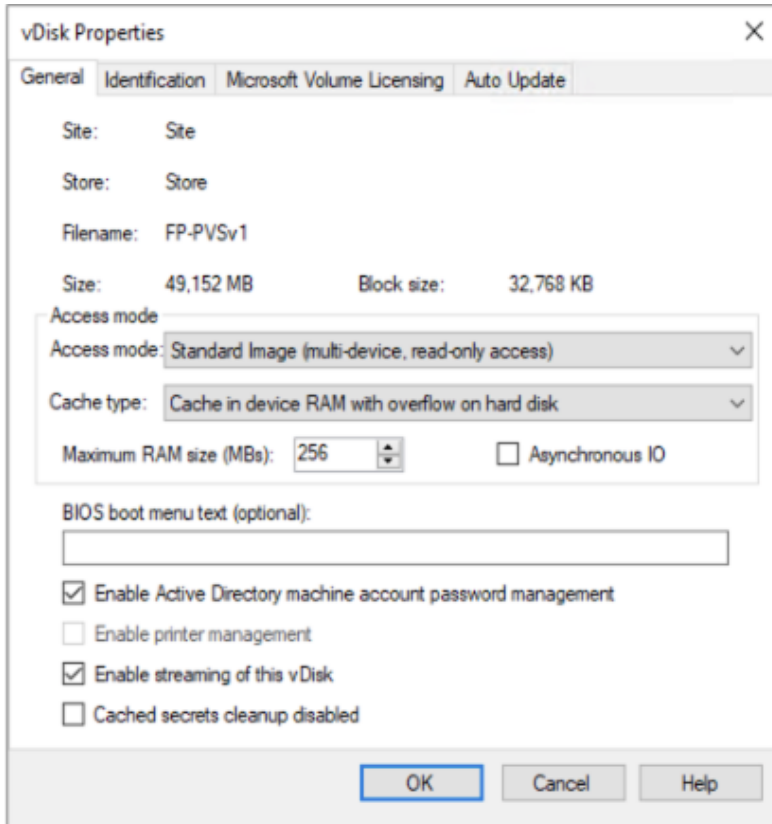 vDisk Properties
General Identification Microsoft Volume Licensing Auto Update
Site: Site
Store: Store
Filename: FP-PVSv1
Size: 49,152 MB Block size: 32,768 KB
Access mode
Access mode: Standard Image (multi-device, read-only access)
Cache type: Cache in device RAM with overflow on hard disk
Maximum RAM size (MBs): 256 Asynchronous IO
BIOS boot menu text (optional):
Enable Active Directory machine account password management
Enable printer management
Enable streaming of this vDisk
Cached secrets cleanup disabled
OK Cancel Help